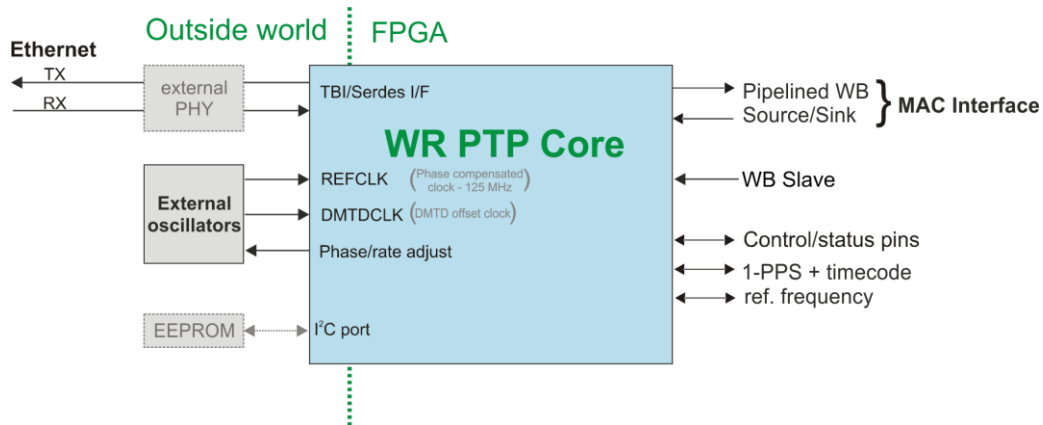 Outside world
FPGA
Ethernet
TX
RX
external
PHY
TBI/Serdes I/F
Pipelined WB
Source/Sink
} MAC Interface
WR PTP Core
External
oscillators
REFCLK (Phase compensated
clock - 125 MHz)
DMTDCLK (DMTD offset clock)
Phase/rate adjust
WB Slave
Control/status pins
1-PPS + timecode
ref. frequency
EEPROM
I²C port